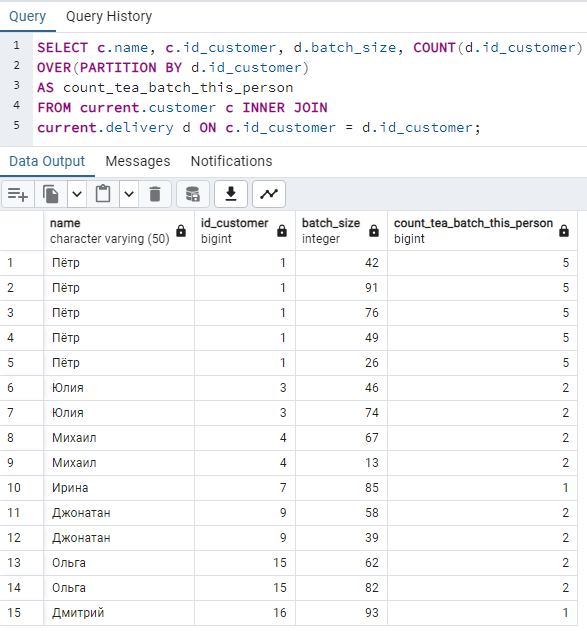 Query Query History
1 SELECT c.name, c.id_customer, d.batch_size, COUNT(d.id_customer)
2 OVER(PARTITION BY d.id_customer)
3 AS count_tea_batch_this_person
4 FROM current.customer c INNER JOIN
5 current.delivery d ON c.id_customer = d.id_customer;
Data Output Messages Notifications
name id_customer batch_size count_tea_batch_this_person
character varying (50) bigint integer bigint
1 Пётр 1 42 5
2 Пётр 1 91 5
3 Пётр 1 76 5
4 Пётр 1 49 5
5 Пётр 1 26 5
6 Юлия 3 46 2
7 Юлия 3 74 2
8 Михаил 4 67 2
9 Михаил 4 13 2
10 Ирина 7 85 1
11 Джонатан 9 58 2
12 Джонатан 9 39 2
13 Ольга 15 62 2
14 Ольга 15 82 2
15 Дмитрий 16 93 1